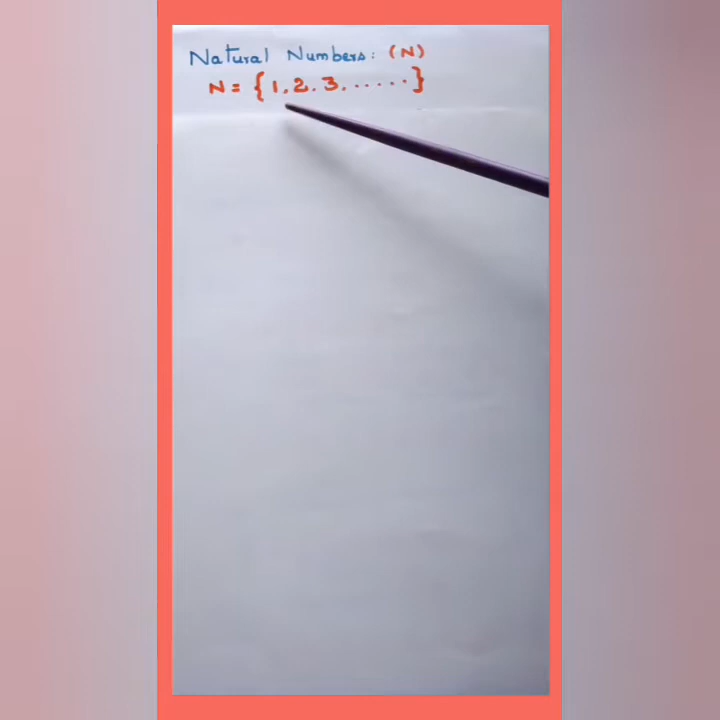 Natural Numbers: (N)
N = {1, 2, 3, ......}